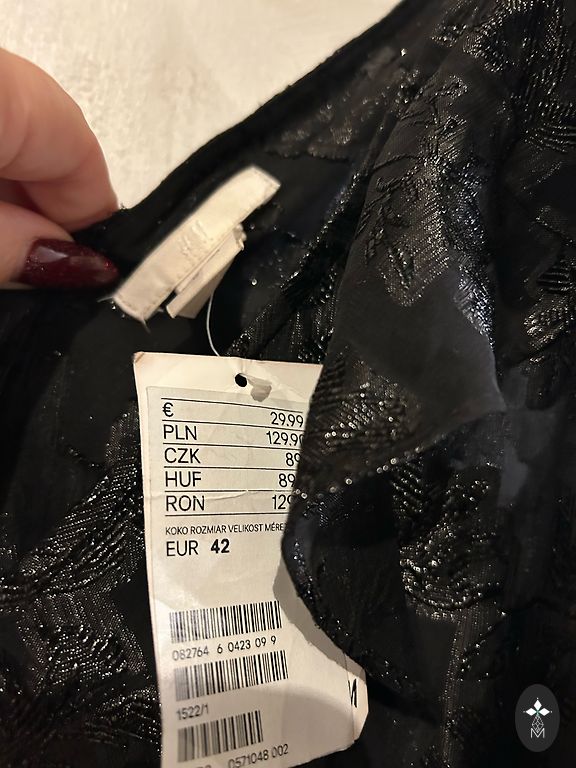 € 29.99
PLN 129.90
CZK 89
HUF 89
RON 129
KOKO ROZMIAR VELIKOST MÉRE
EUR 42
082764 6 0423 09 9
1522/1
0571048 002
M